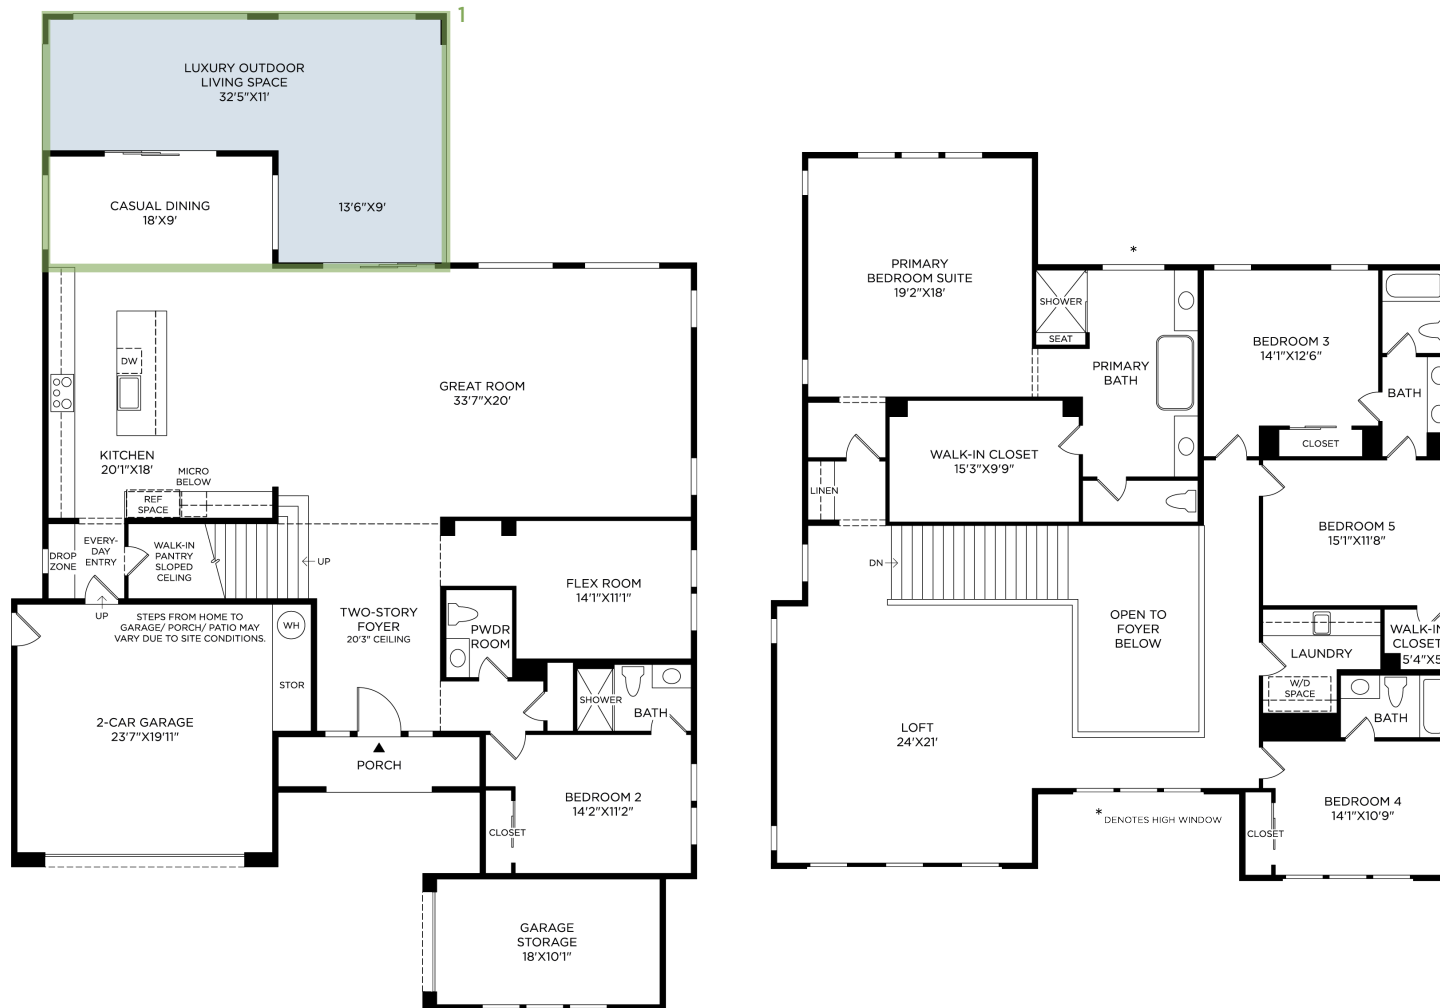 1
LUXURY OUTDOOR
LIVING SPACE
32'5"X11'
CASUAL DINING
18'X9'
13'6"X9'
DW
GREAT ROOM
33'7"X20'
KITCHEN
20'1"X18'
MICRO
BELOW
REF
SPACE
DROP
ZONE
EVERY-
DAY
ENTRY
WALK-IN
PANTRY
SLOPED
CELING
UP
UP
FLEX ROOM
14'1"X11'1"
STEPS FROM HOME TO
GARAGE/ PORCH/ PATIO MAY
VARY DUE TO SITE CONDITIONS.
WH
TWO-STORY
FOYER
20'3" CEILING
PWDR
ROOM
STOR
SHOWER
BATH
2-CAR GARAGE
23'7"X19'11"
PORCH
BEDROOM 2
14'2"X11'2"
CLOSET
GARAGE
STORAGE
18'X10'1"
PRIMARY
BEDROOM SUITE
19'2"X18'
*
SHOWER
SEAT
PRIMARY
BATH
BEDROOM 3
14'1"X12'6"
BATH
CLOSET
WALK-IN CLOSET
15'3"X9'9"
LINEN
BEDROOM 5
15'1"X11'8"
DN
OPEN TO
FOYER
BELOW
LAUNDRY
WALK-IN
CLOSET
5'4"X5
W/D
SPACE
BATH
LOFT
24'X21'
BEDROOM 4
14'1"X10'9"
* DENOTES HIGH WINDOW
CLOSET